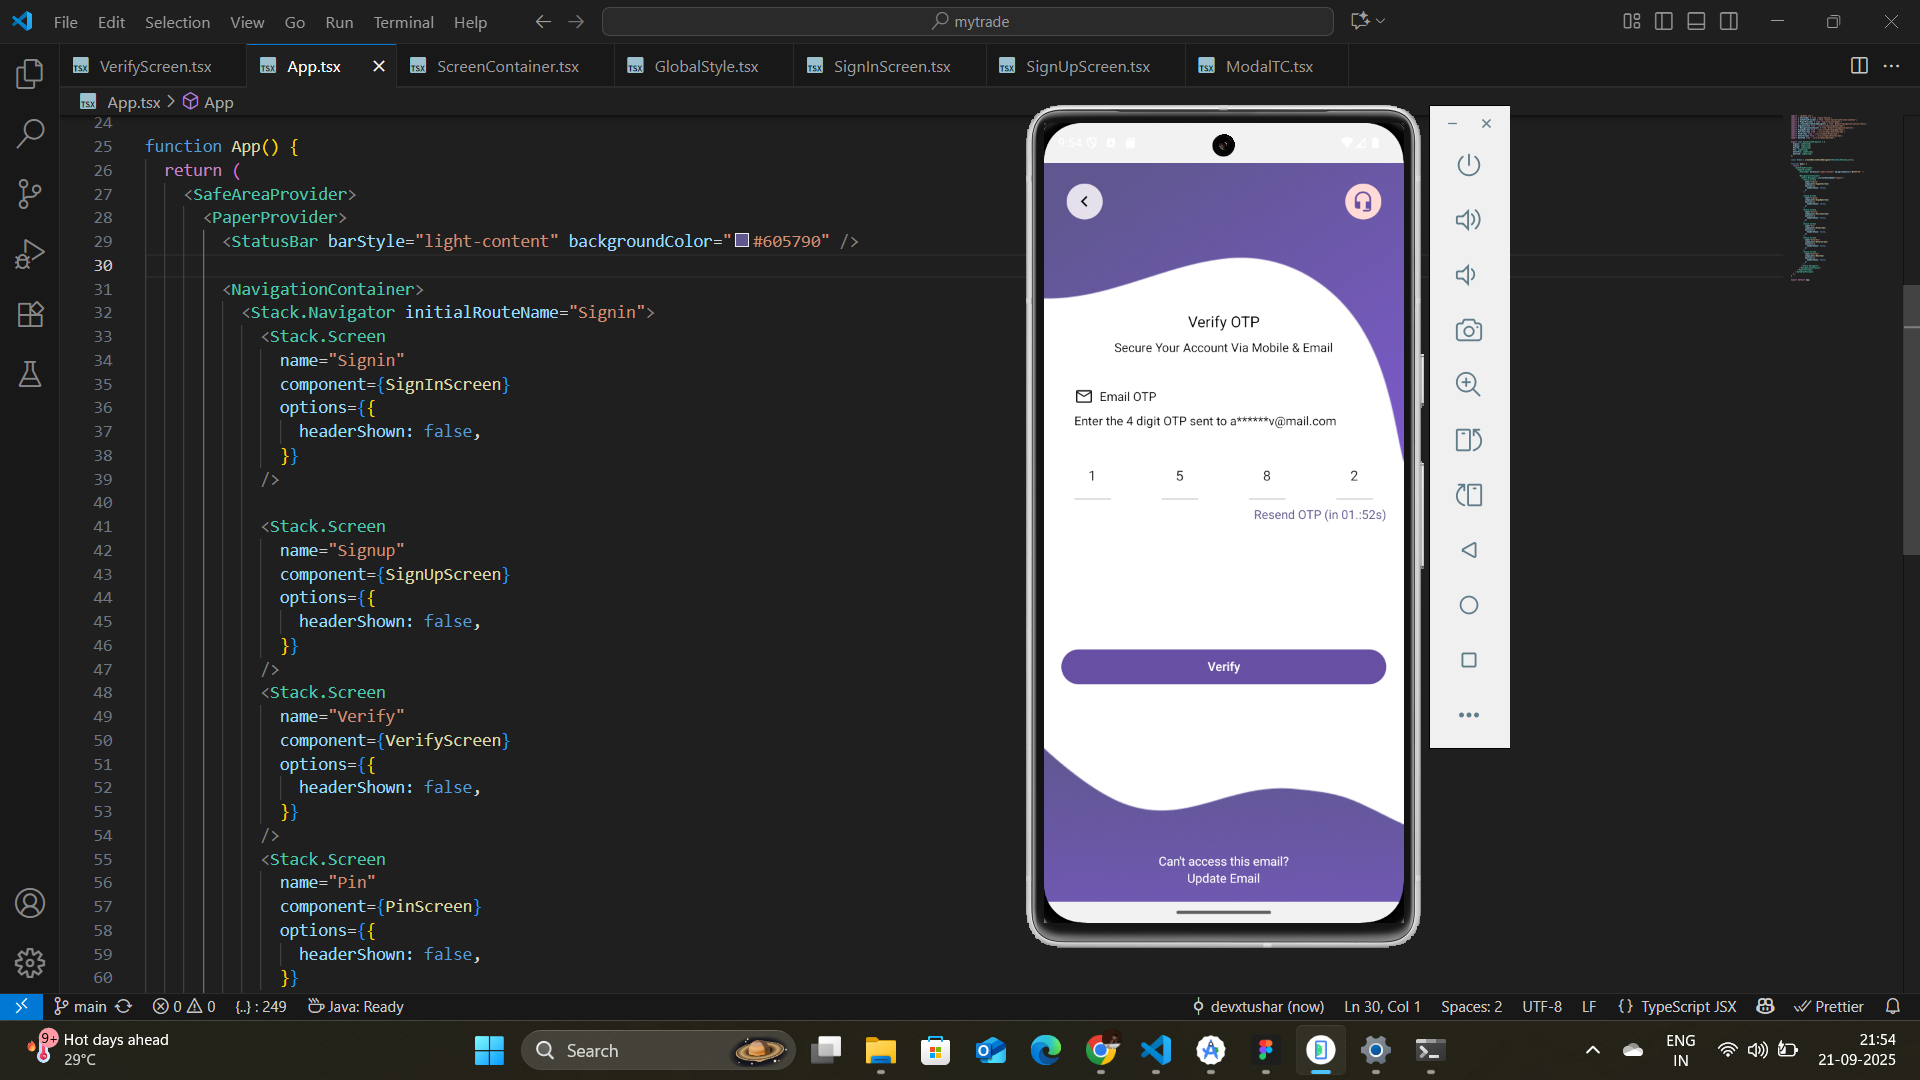 File Edit Selection View Go Run Terminal Help
mytrade
VerifyScreen.tsx
App.tsx
ScreenContainer.tsx
GlobalStyle.tsx
SignInScreen.tsx
SignUpScreen.tsx
ModalTC.tsx
App.tsx > App
24
25 function App() {
26 return (
27 <SafeAreaProvider>
28 <PaperProvider>
29 <StatusBar barStyle="light-content" backgroundColor="#605790" />
30
31 <NavigationContainer>
32 <Stack.Navigator initialRouteName="Signin">
33 <Stack.Screen
34 name="Signin"
35 component={SignInScreen}
36 options={{
37 headerShown: false,
38 }}
39 />
40
41 <Stack.Screen
42 name="Signup"
43 component={SignUpScreen}
44 options={{
45 headerShown: false,
46 }}
47 />
48 <Stack.Screen
49 name="Verify"
50 component={VerifyScreen}
51 options={{
52 headerShown: false,
53 }}
54 />
55 <Stack.Screen
56 name="Pin"
57 component={PinScreen}
58 options={{
59 headerShown: false,
60 }}
9:54
Verify OTP
Secure Your Account Via Mobile & Email
Email OTP
Enter the 4 digit OTP sent to a******v@mail.com
1 5 8 2
Resend OTP (in 01.:52s)
Verify
Can't access this email?
Update Email
main 0 0 {..} : 249 Java: Ready
devxtushar (now) Ln 30, Col 1 Spaces: 2 UTF-8 LF {} TypeScript JSX Prettier
9+
Hot days ahead
29°C
Search
ENG
IN
21:54
21-09-2025